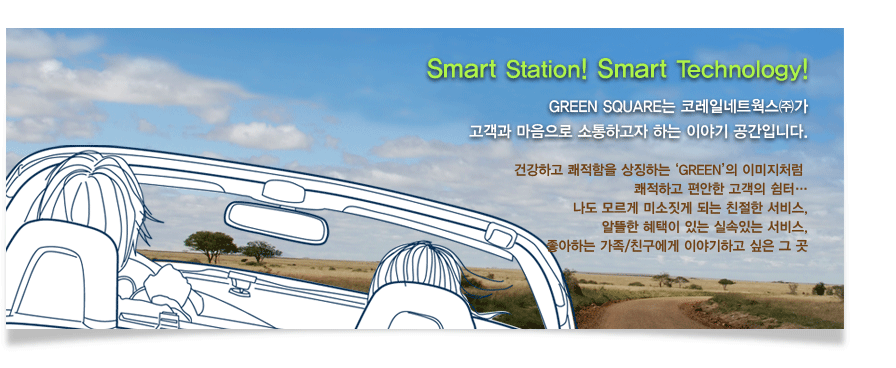 Smart Station! Smart Technology!
GREEN SQUARE는 코레일네트웍스㈜가
고객과 마음으로 소통하고자 하는 이야기 공간입니다.
건강하고 쾌적함을 상징하는 ‘GREEN’의 이미지처럼
쾌적하고 편안한 고객의 쉼터…
나도 모르게 미소짓게 되는 친절한 서비스,
알뜰한 혜택이 있는 실속있는 서비스,
좋아하는 가족/친구에게 이야기하고 싶은 그 곳